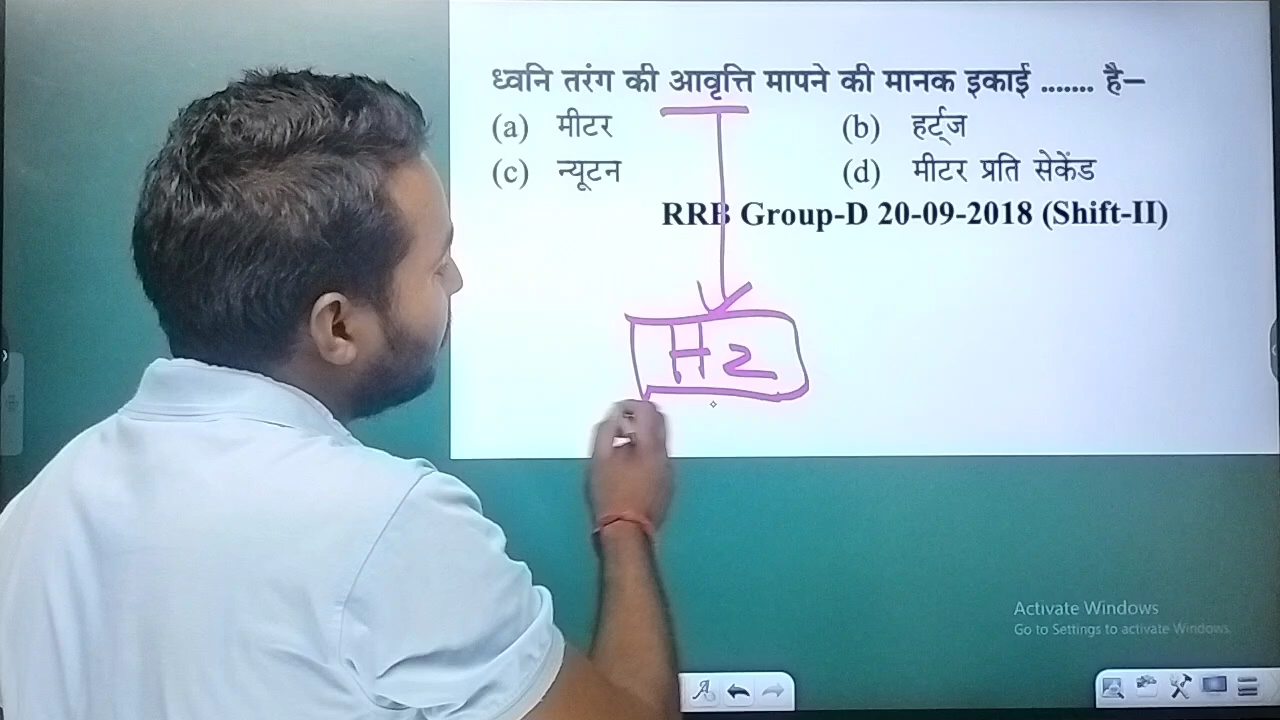 ध्वनि तरंग की आवृत्ति मापने की मानक इकाई ....... है–
(a) मीटर (b) हर्ट्ज
(c) न्यूटन (d) मीटर प्रति सेकेंड
RRB Group-D 20-09-2018 (Shift-II)
Hz
Activate Windows
Go to Settings to activate Windows.